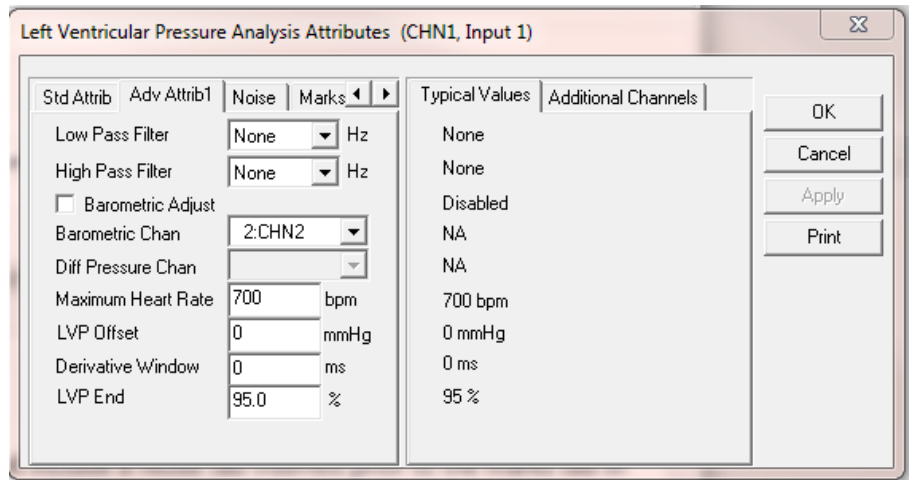 Left Ventricular Pressure Analysis Attributes (CHN1, Input 1)
Std Attrib Adv Attrib1 Noise Marks
Typical Values Additional Channels
Low Pass Filter None Hz None
High Pass Filter None Hz None
Barometric Adjust Disabled
Barometric Chan 2:CHN2 NA
Diff Pressure Chan NA
Maximum Heart Rate 700 bpm 700 bpm
LVP Offset 0 mmHg 0 mmHg
Derivative Window 0 ms 0 ms
LVP End 95.0 % 95 %
OK
Cancel
Apply
Print